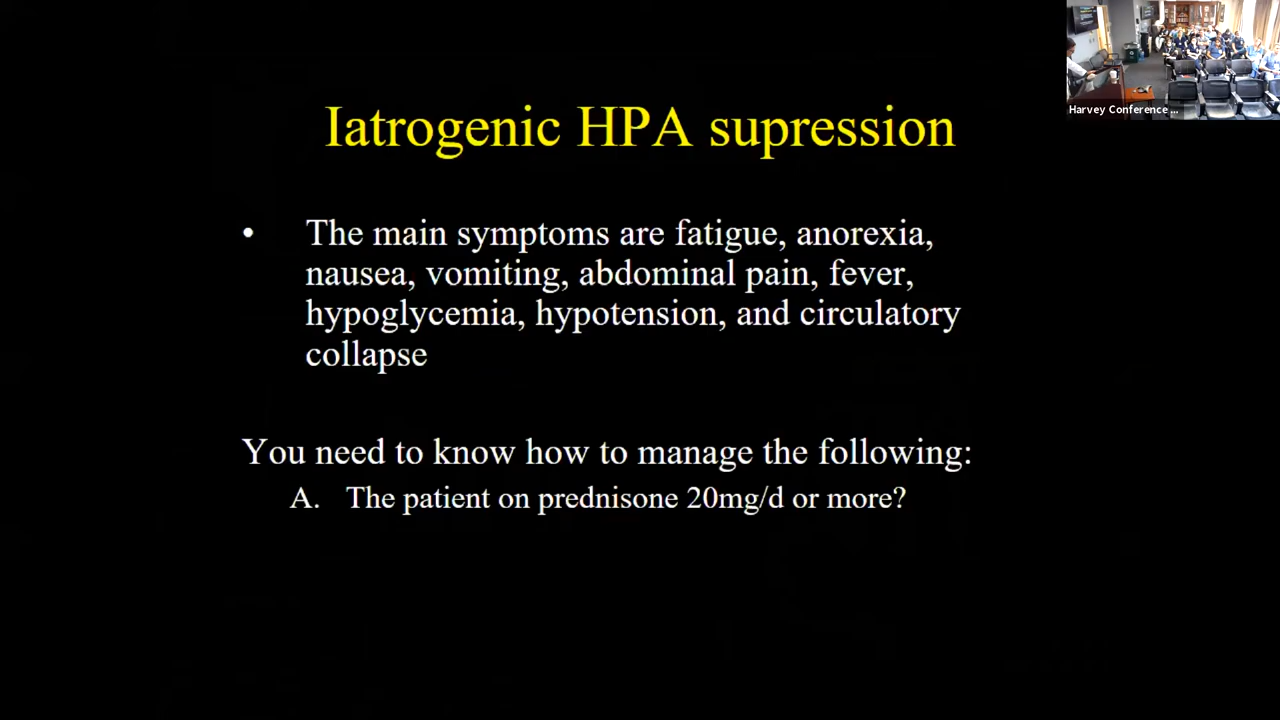 Iatrogenic HPA supression
• The main symptoms are fatigue, anorexia,
nausea, vomiting, abdominal pain, fever,
hypoglycemia, hypotension, and circulatory
collapse
You need to know how to manage the following:
A. The patient on prednisone 20mg/d or more?
Harvey Conference ...